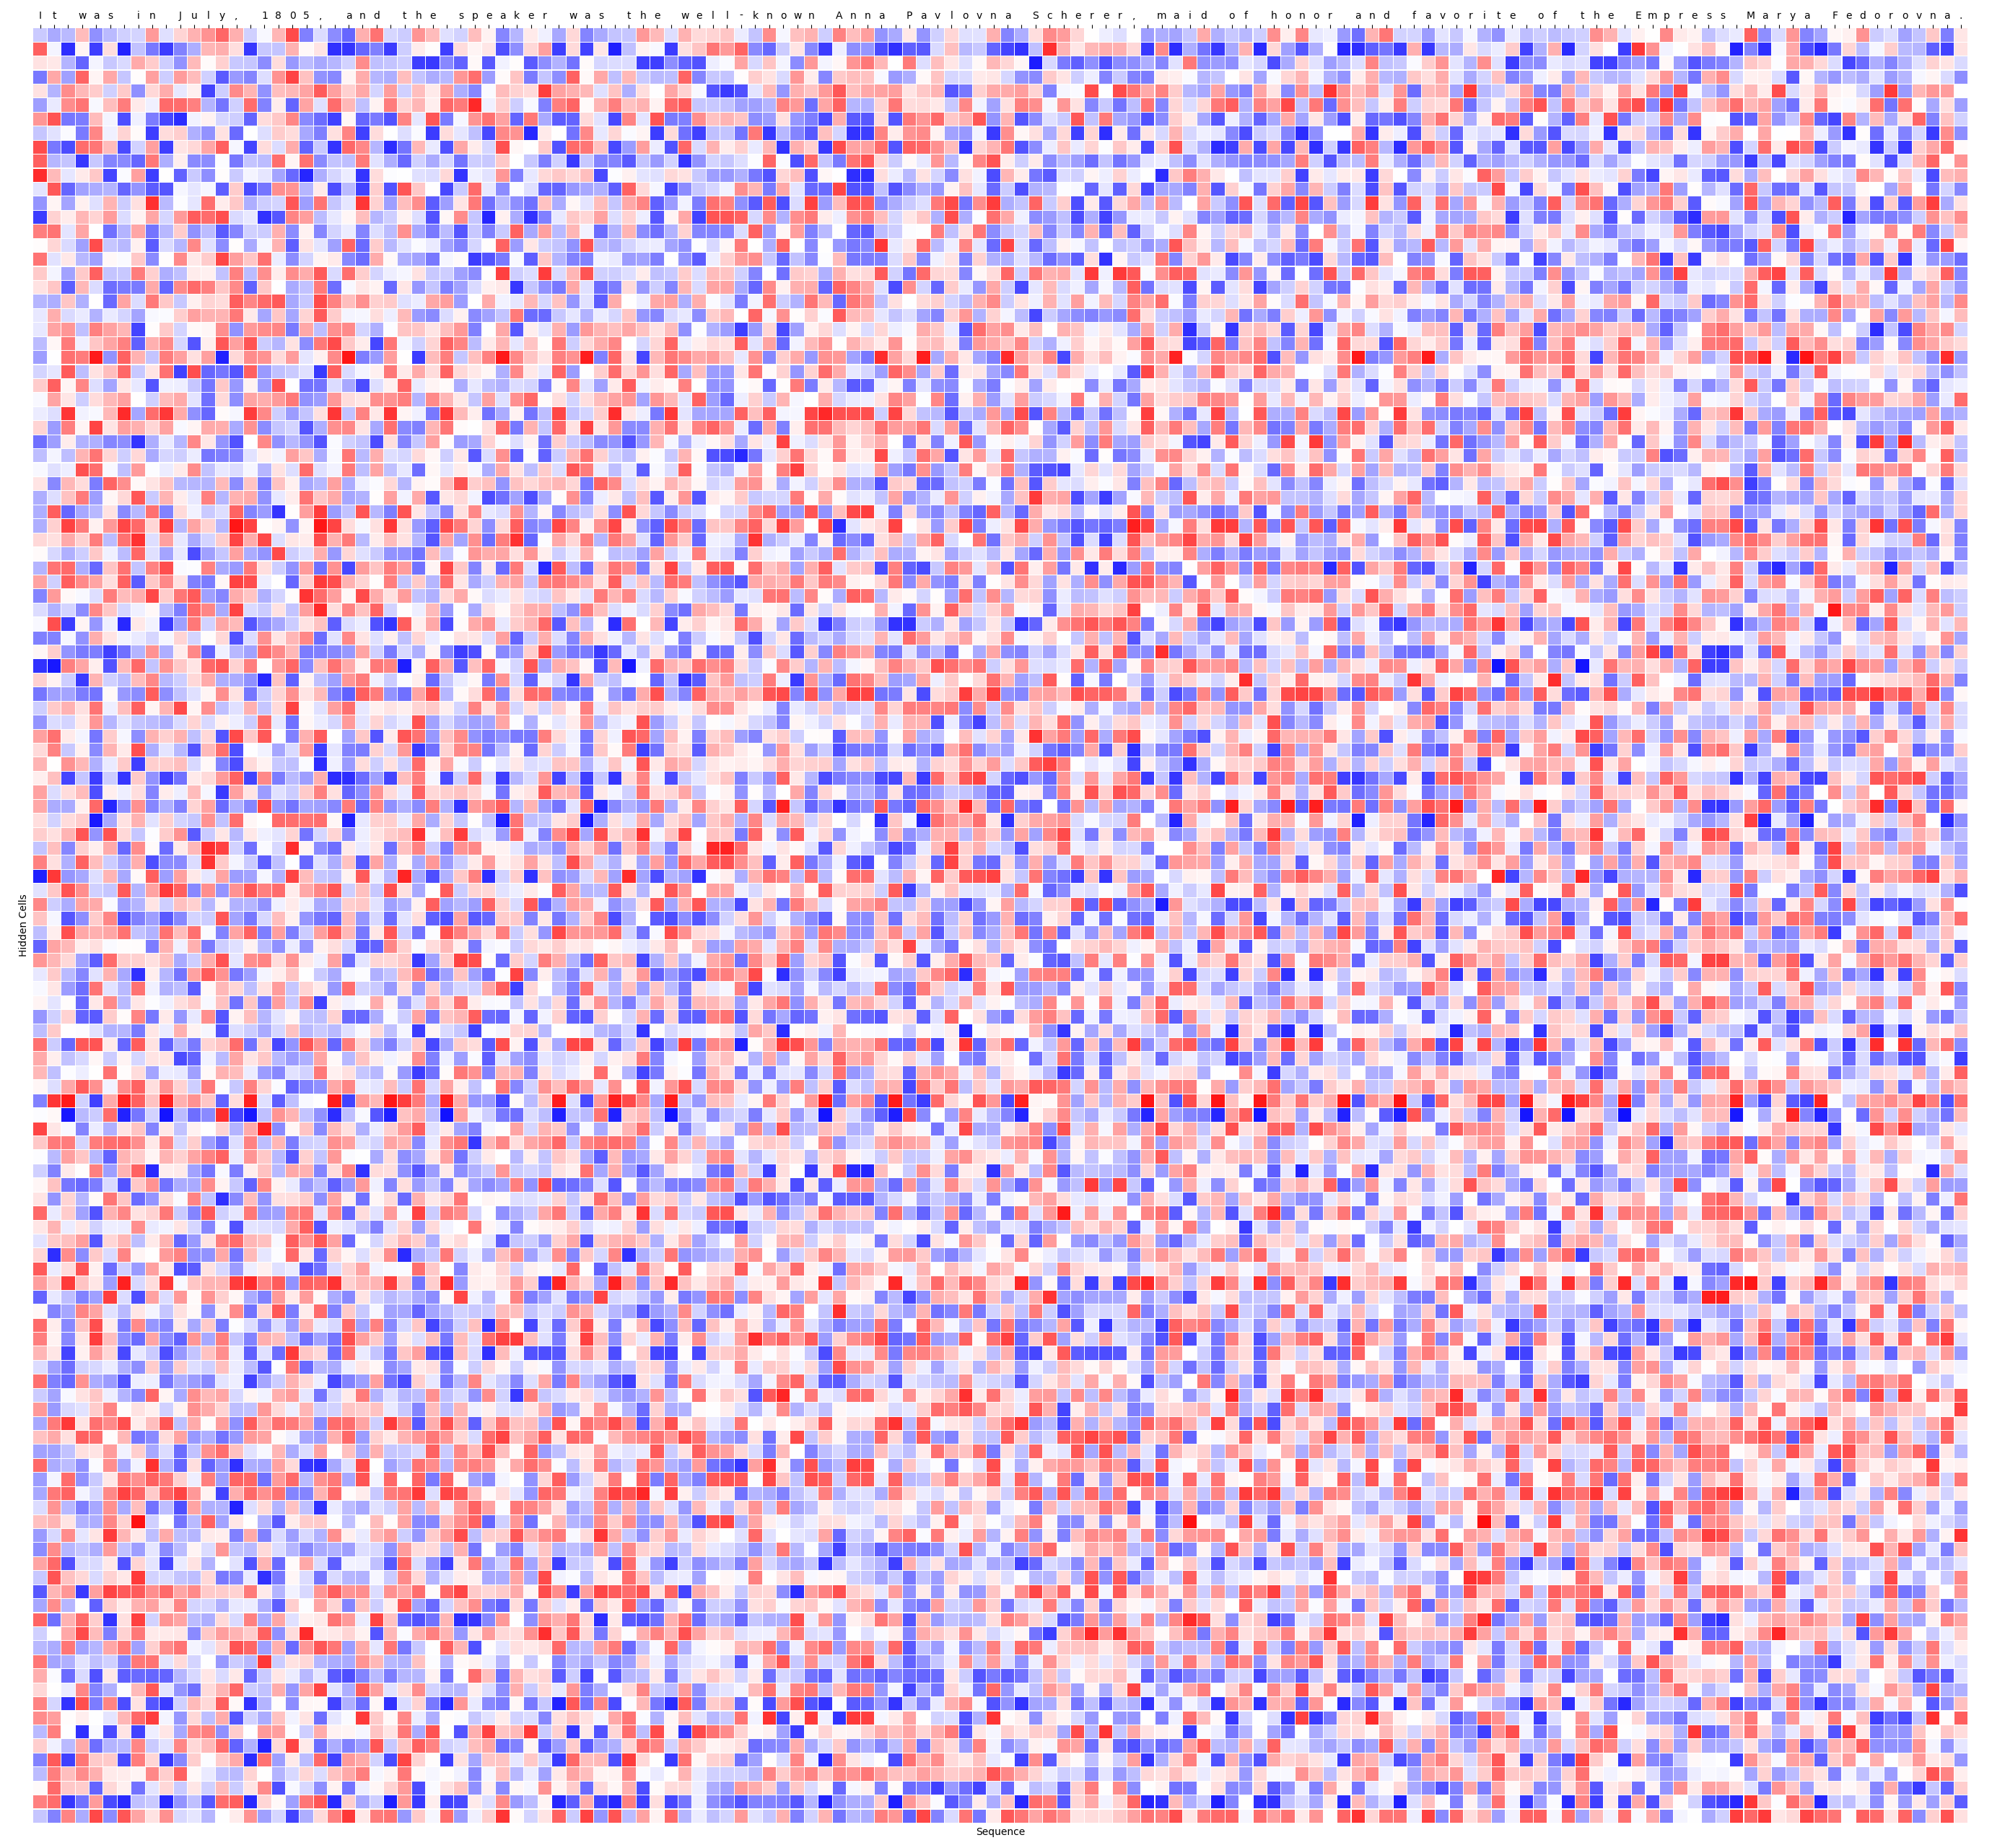 It was in July, 1805, and the speaker was the well-known Anna Pavlovna Scherer, maid of honor and favorite of the Empress Marya Fedorovna.
Hidden Cells
Sequence